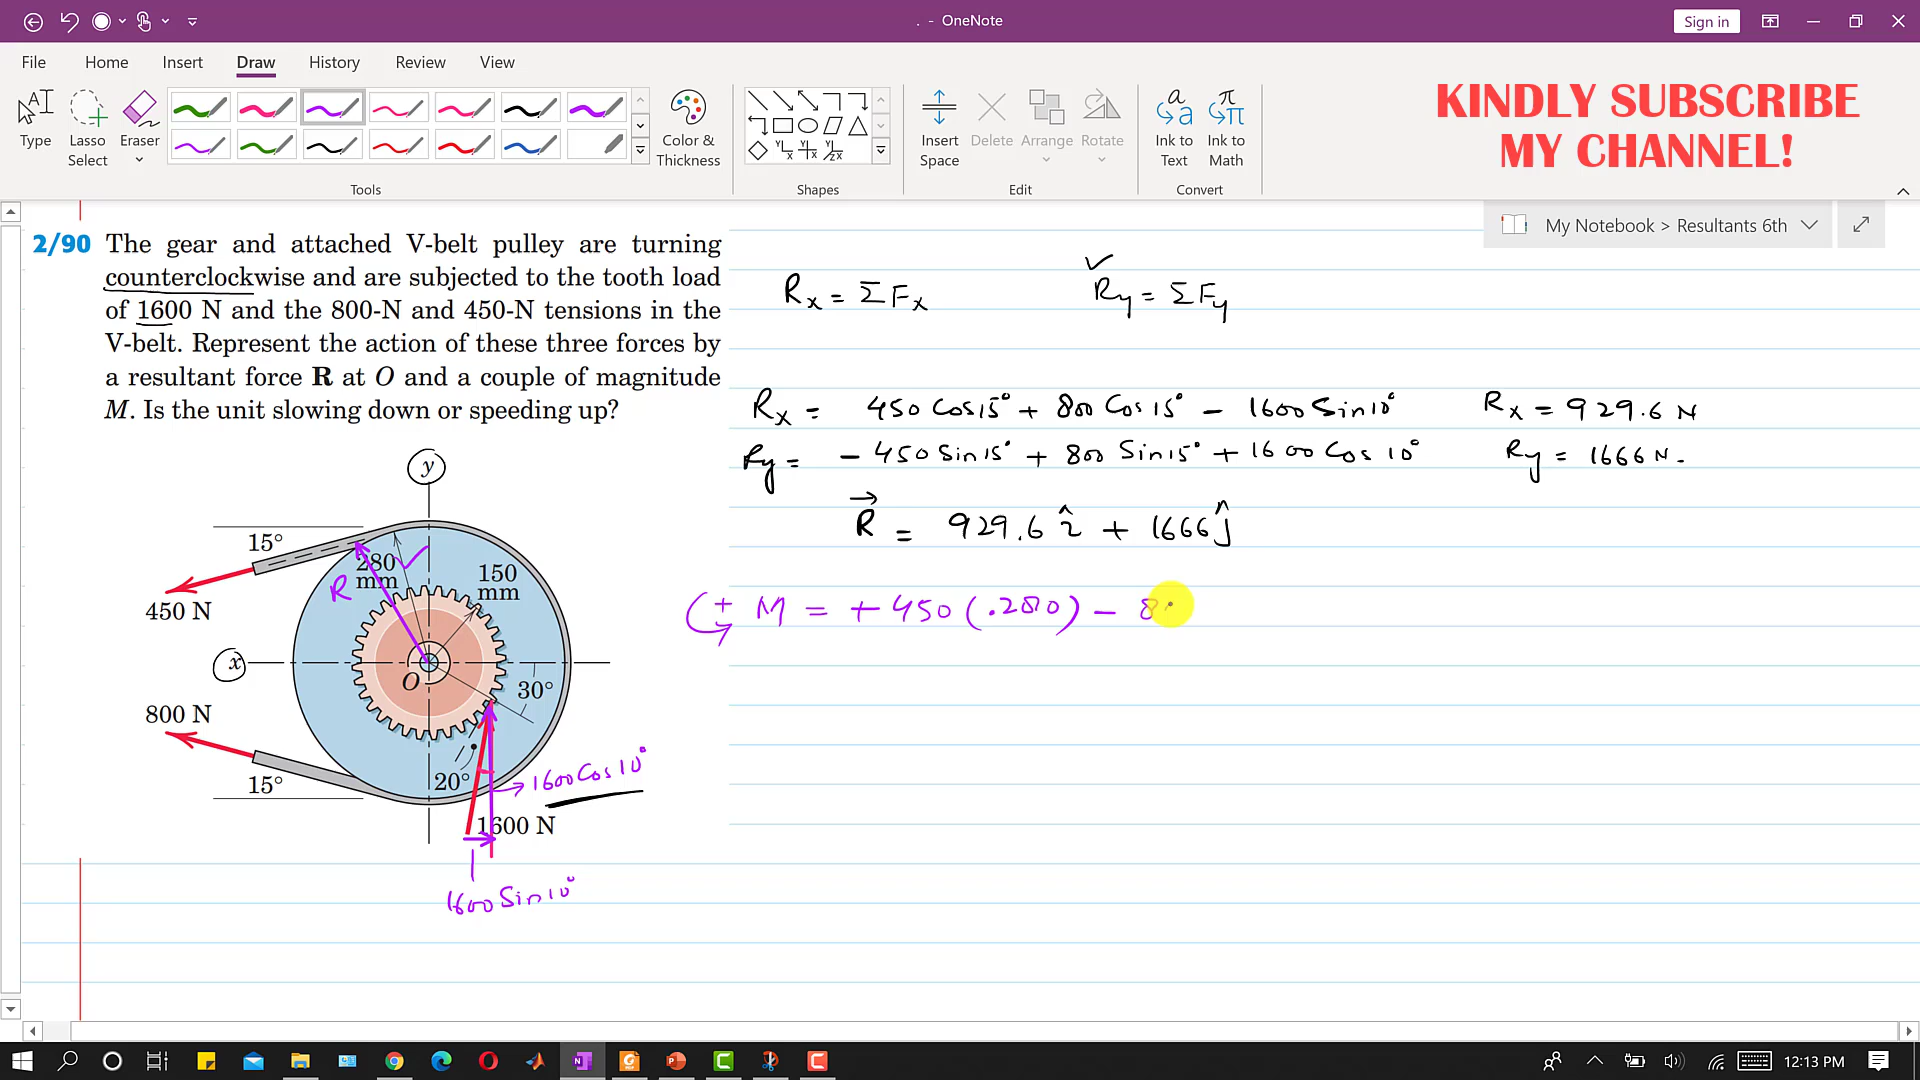 . - OneNote
Sign in
File Home Insert Draw History Review View
Type
Lasso Select
Eraser
Color & Thickness
Insert Space
Delete
Arrange
Rotate
Ink to Text
Ink to Math
Tools
Shapes
Edit
Convert
KINDLY SUBSCRIBE
MY CHANNEL!
My Notebook > Resultants 6th
2/90 The gear and attached V-belt pulley are turning
counterclockwise and are subjected to the tooth load
of 1600 N and the 800-N and 450-N tensions in the
V-belt. Represent the action of these three forces by
a resultant force R at O and a couple of magnitude
M. Is the unit slowing down or speeding up?
Rx = ΣFx
Ry = ΣFy
Rx = 450 Cos15° + 800 Cos 15° - 1600 Sin10°
Rx = 929.6 N
Ry = - 450 Sin15° + 800 Sin15° + 1600 Cos 10°
Ry = 1666 N.
R = 929.6 î + 1666 ĵ
+ M = + 450 (.280) - 8
y
15°
280 mm
150 mm
R
450 N
x
O
30°
800 N
15°
20°
1600 Cos 10°
1600 N
1600 Sin 10°
12:13 PM